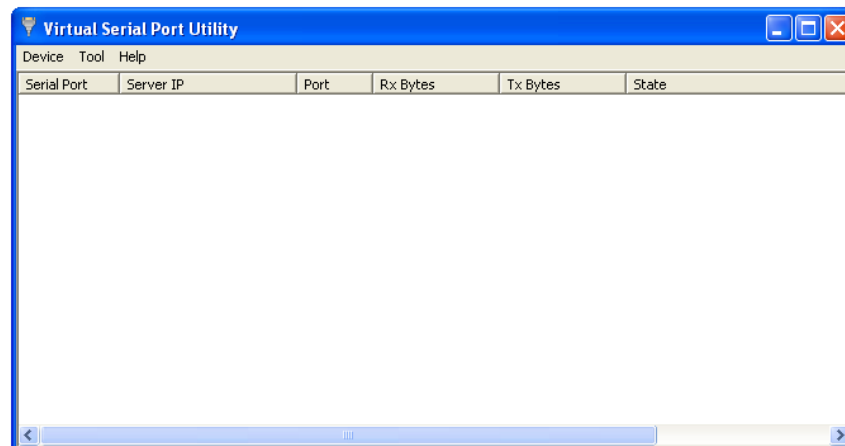 Virtual Serial Port Utility
Device Tool Help
Serial Port Server IP Port Rx Bytes Tx Bytes State